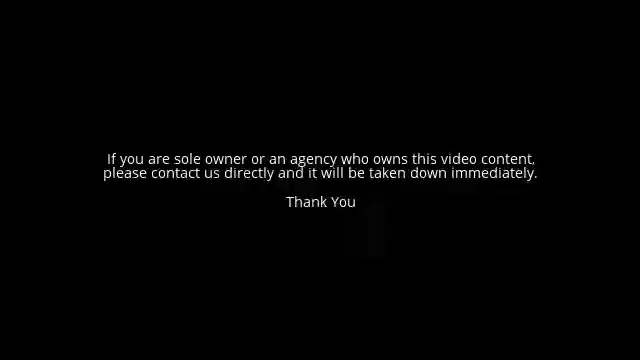 If you are sole owner or an agency who owns this video content,
please contact us directly and it will be taken down immediately.
Thank You